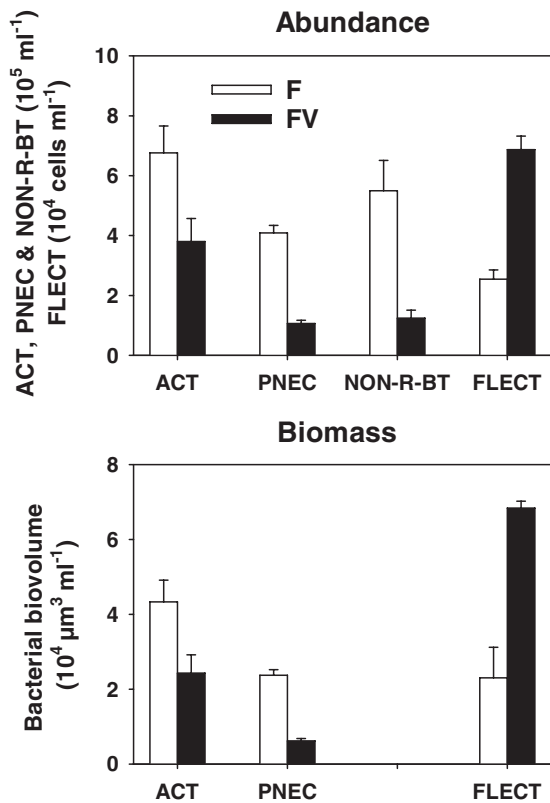 Abundance
ACT, PNEC & NON-R-BT (10⁵ ml⁻¹)
FLECT (10⁴ cells ml⁻¹)
10
8
6
4
2
0
F
FV
ACT PNEC NON-R-BT FLECT
Biomass
Bacterial biovolume
(10⁴ µm³ ml⁻¹)
8
6
4
2
0
ACT PNEC FLECT